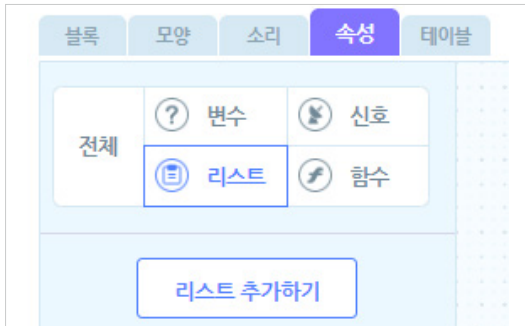 블록 모양 소리 속성 테이블
변수 신호
전체
리스트 함수
리스트 추가하기